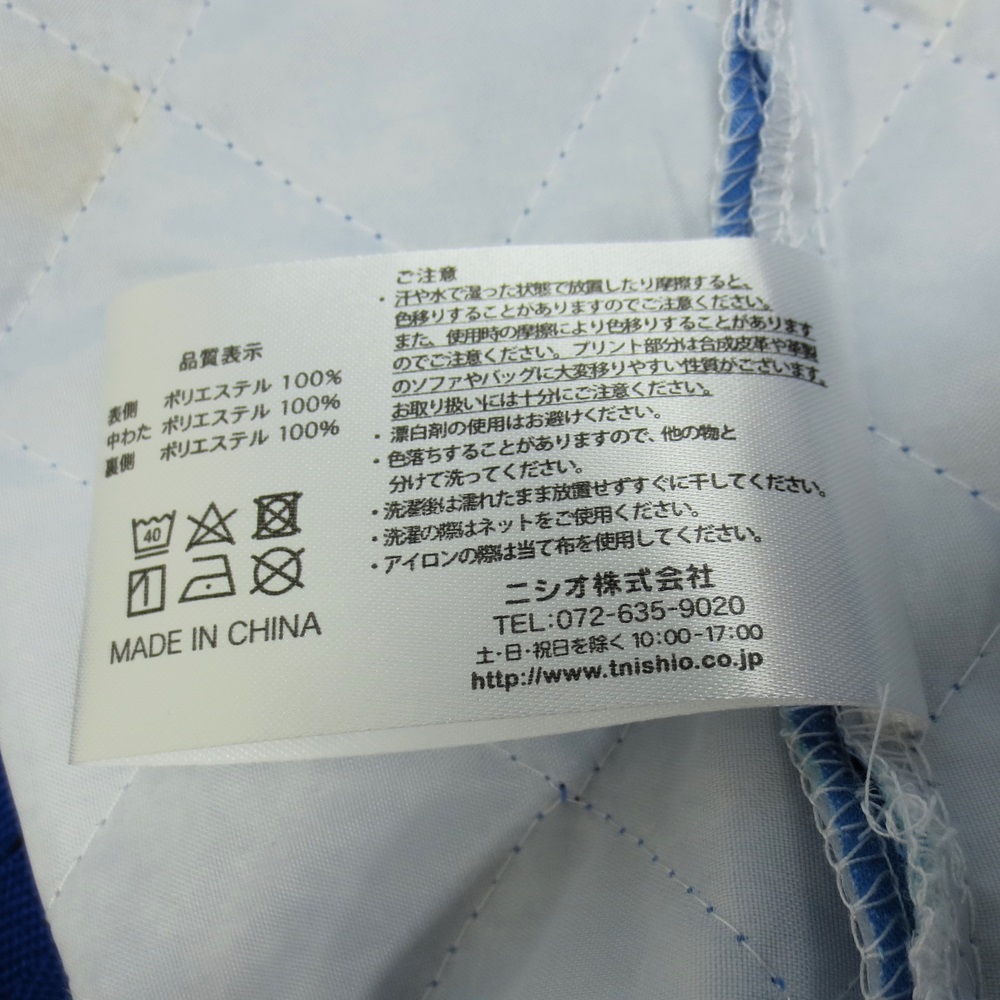 品質表示
表側 ポリエステル 100%
中わた ポリエステル 100%
裏側 ポリエステル 100%
40
MADE IN CHINA
ご注意
・汗や水で湿った状態で放置したり摩擦すると、
色移りすることがありますのでご注意ください。
また、使用時の摩擦により色移りすることがあります
のでご注意ください。プリント部分は合成皮革や革製
のソファやバッグに大変移りやすい性質がございます。
お取り扱いには十分にご注意ください。
・漂白剤の使用はお避けください。
・色落ちすることがありますので、他の物と
分けて洗ってください。
・洗濯後は濡れたまま放置せずすぐに干してください。
・洗濯の際はネットをご使用ください。
・アイロンの際は当て布を使用してください。
ニシオ株式会社
TEL:072-635-9020
土・日・祝日を除く 10:00-17:00
http://www.tnishio.co.jp